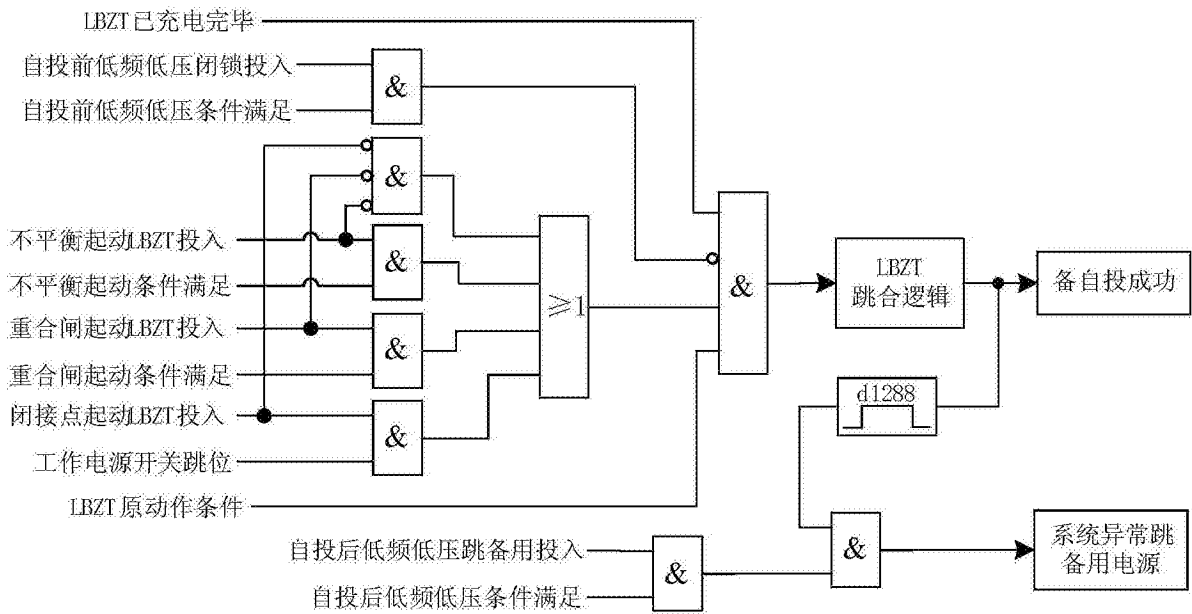 LBZT已充电完毕
自投前低频低压闭锁投入
自投前低频低压条件满足
&
&
不平衡起动LBZT投入
不平衡起动条件满足
&
重合闸起动LBZT投入
重合闸起动条件满足
&
闭接点起动LBZT投入
工作电源开关跳位
&
LBZT原动作条件
≥1
&
LBZT
跳合逻辑
备自投成功
d1288
自投后低频低压跳备用投入
自投后低频低压条件满足
&
&
系统异常跳
备用电源